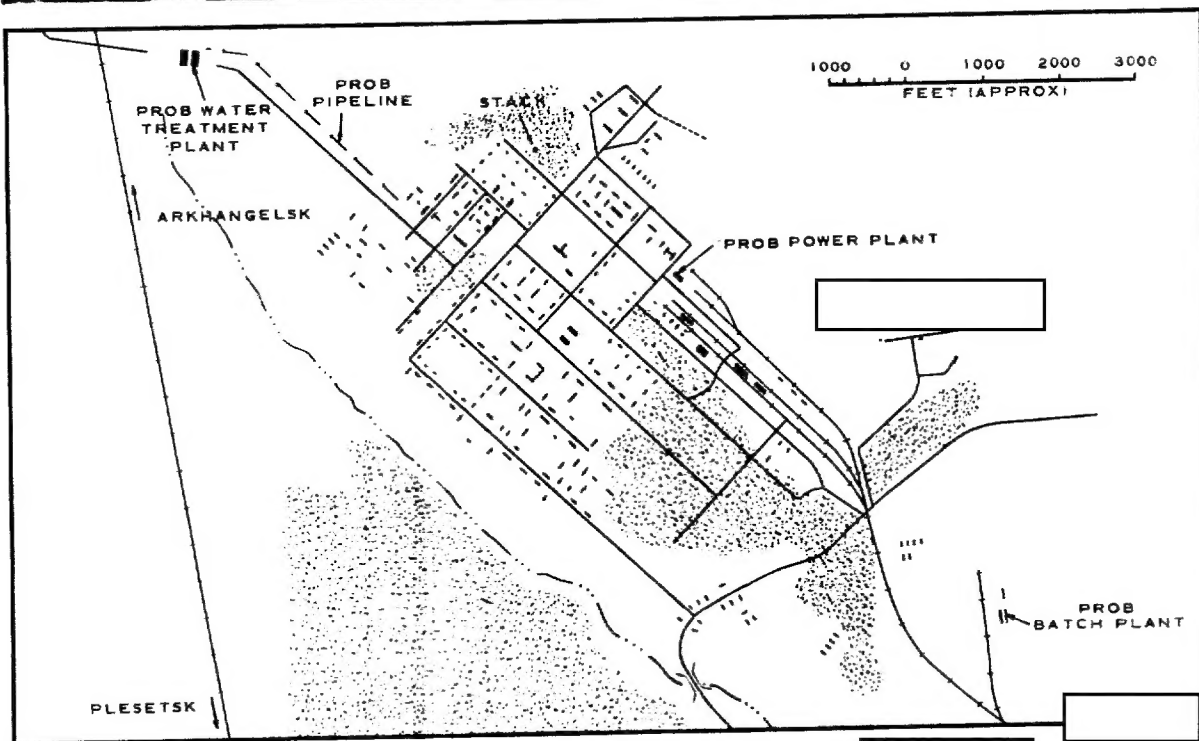 1000 0 1000 2000 3000
FEET (APPROX)
PROB
PIPELINE
STACK
PROB WATER
TREATMENT
PLANT
ARKHANGELSK
PROB POWER PLANT
PROB
BATCH PLANT
PLESETSK